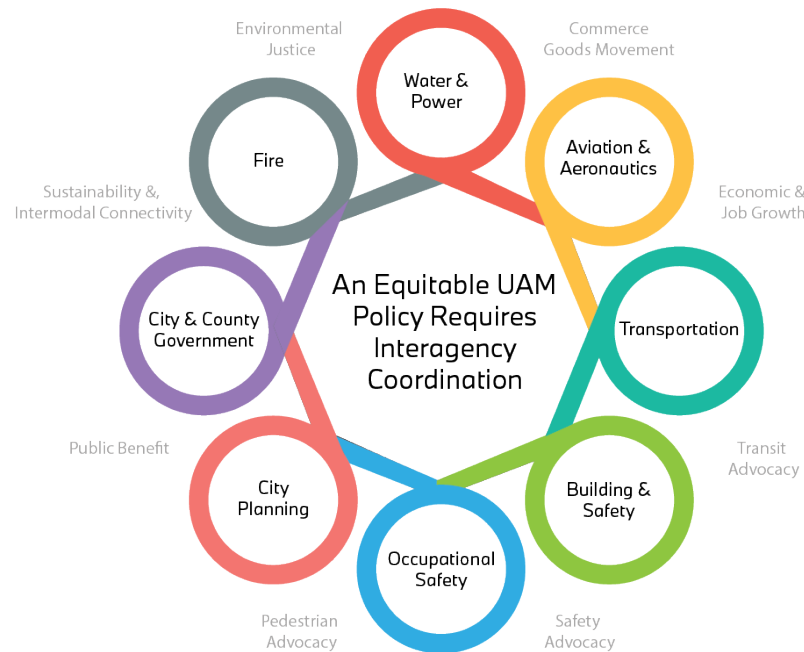 Environmental
Justice
Commerce
Goods Movement
Water &
Power
Fire
Aviation &
Aeronautics
Sustainability &,
Intermodal Connectivity
Economic &
Job Growth
An Equitable UAM
Policy Requires
Interagency
Coordination
City & County
Government
Transportation
Public Benefit
Transit
Advocacy
City
Planning
Building &
Safety
Occupational
Safety
Pedestrian
Advocacy
Safety
Advocacy